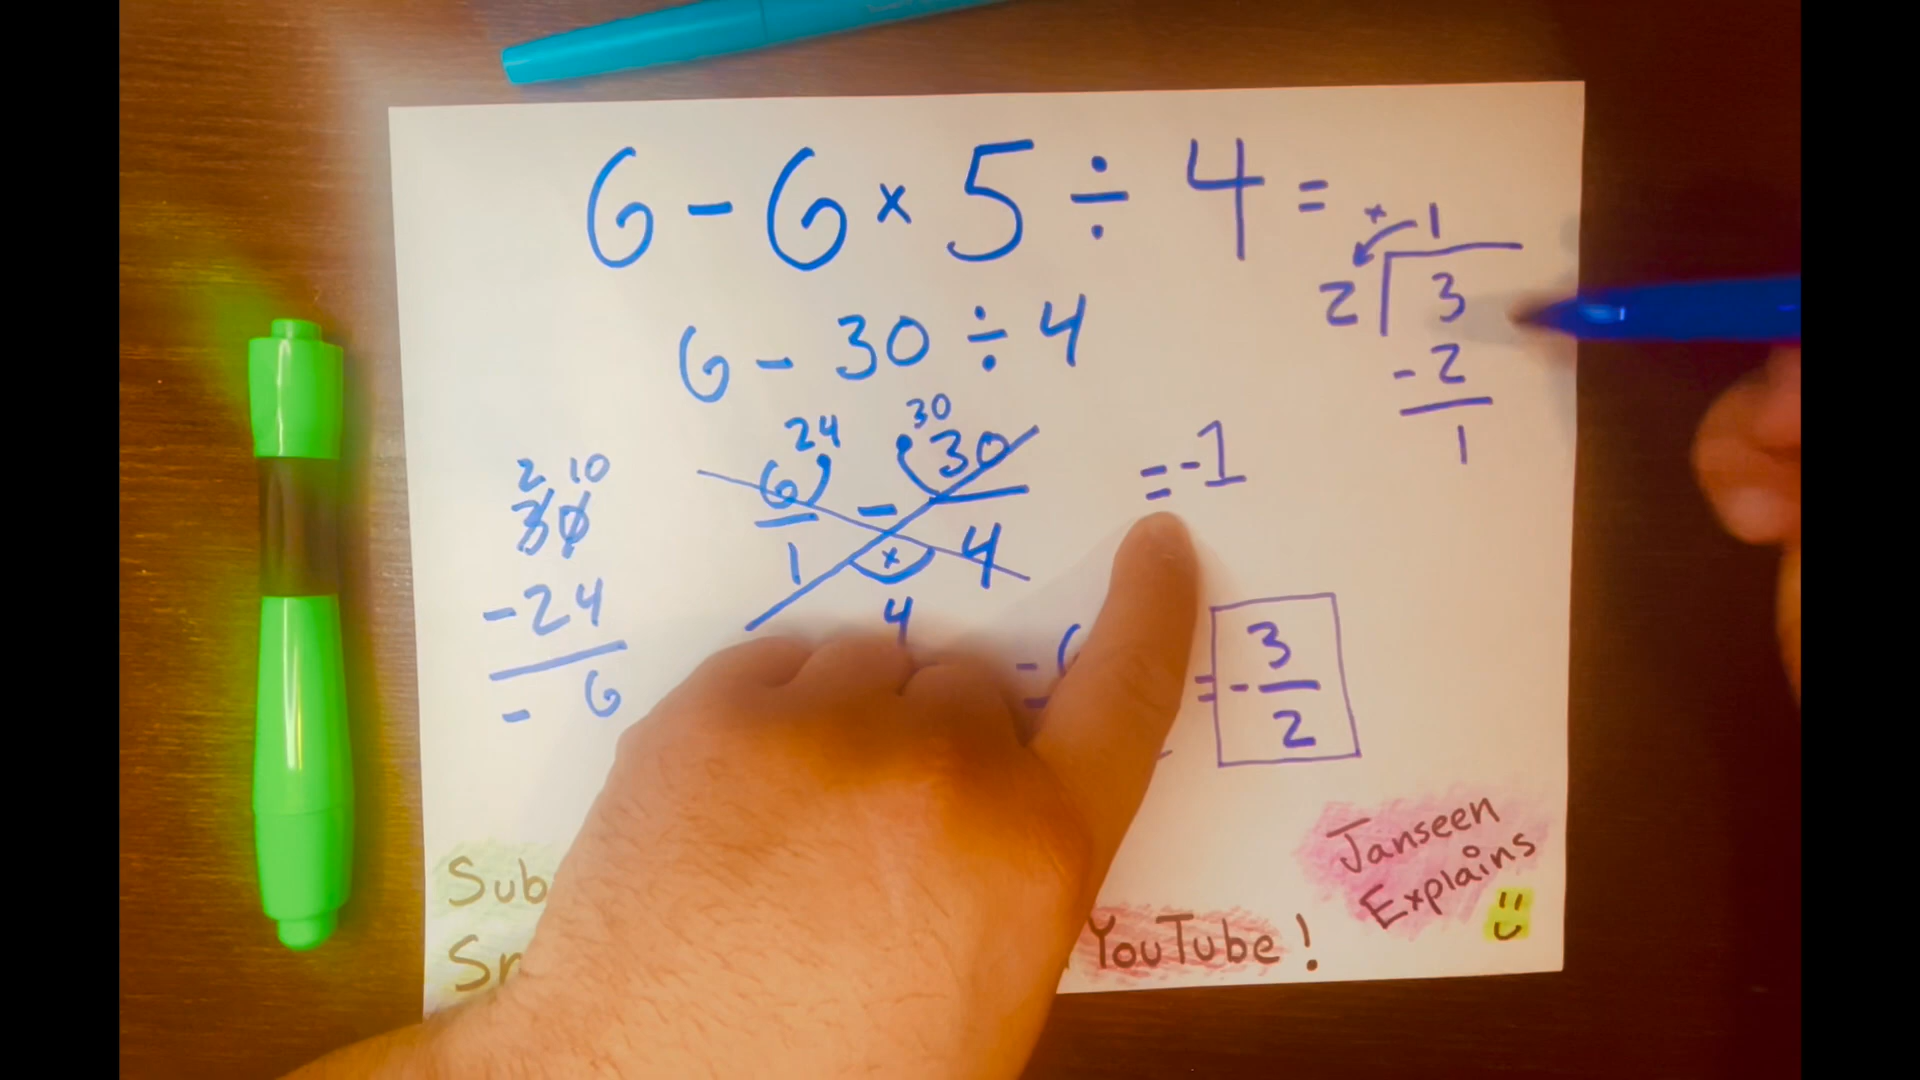 6 - 6 × 5 ÷ 4 =
6 - 30 ÷ 4
24 30
6 - 30
1 × 4
4
= -1
× 1
2 3
- 2
1
2 10
30
- 24
- 6
= - 3
2
YouTube!
Janseen
Explains